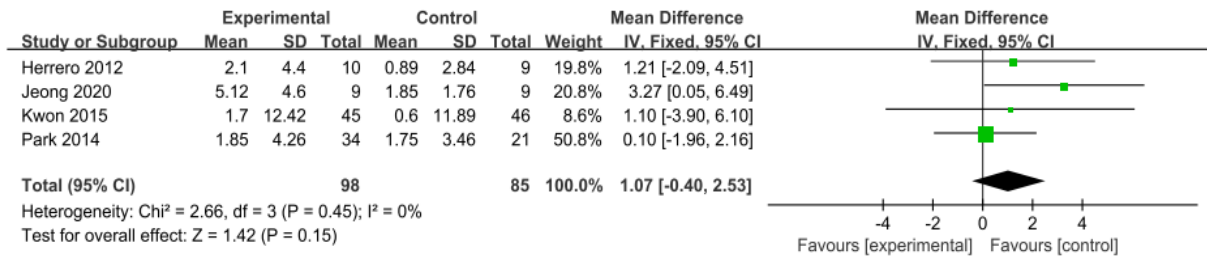 Experimental Control Mean Difference Mean Difference
Study or Subgroup Mean SD Total Mean SD Total Weight IV, Fixed, 95% CI IV, Fixed, 95% CI
Herrero 2012 2.1 4.4 10 0.89 2.84 9 19.8% 1.21 [-2.09, 4.51]
Jeong 2020 5.12 4.6 9 1.85 1.76 9 20.8% 3.27 [0.05, 6.49]
Kwon 2015 1.7 12.42 45 0.6 11.89 46 8.6% 1.10 [-3.90, 6.10]
Park 2014 1.85 4.26 34 1.75 3.46 21 50.8% 0.10 [-1.96, 2.16]
Total (95% CI) 98 85 100.0% 1.07 [-0.40, 2.53]
Heterogeneity: Chi² = 2.66, df = 3 (P = 0.45); I² = 0%
Test for overall effect: Z = 1.42 (P = 0.15)
-4 -2 0 2 4
Favours [experimental] Favours [control]